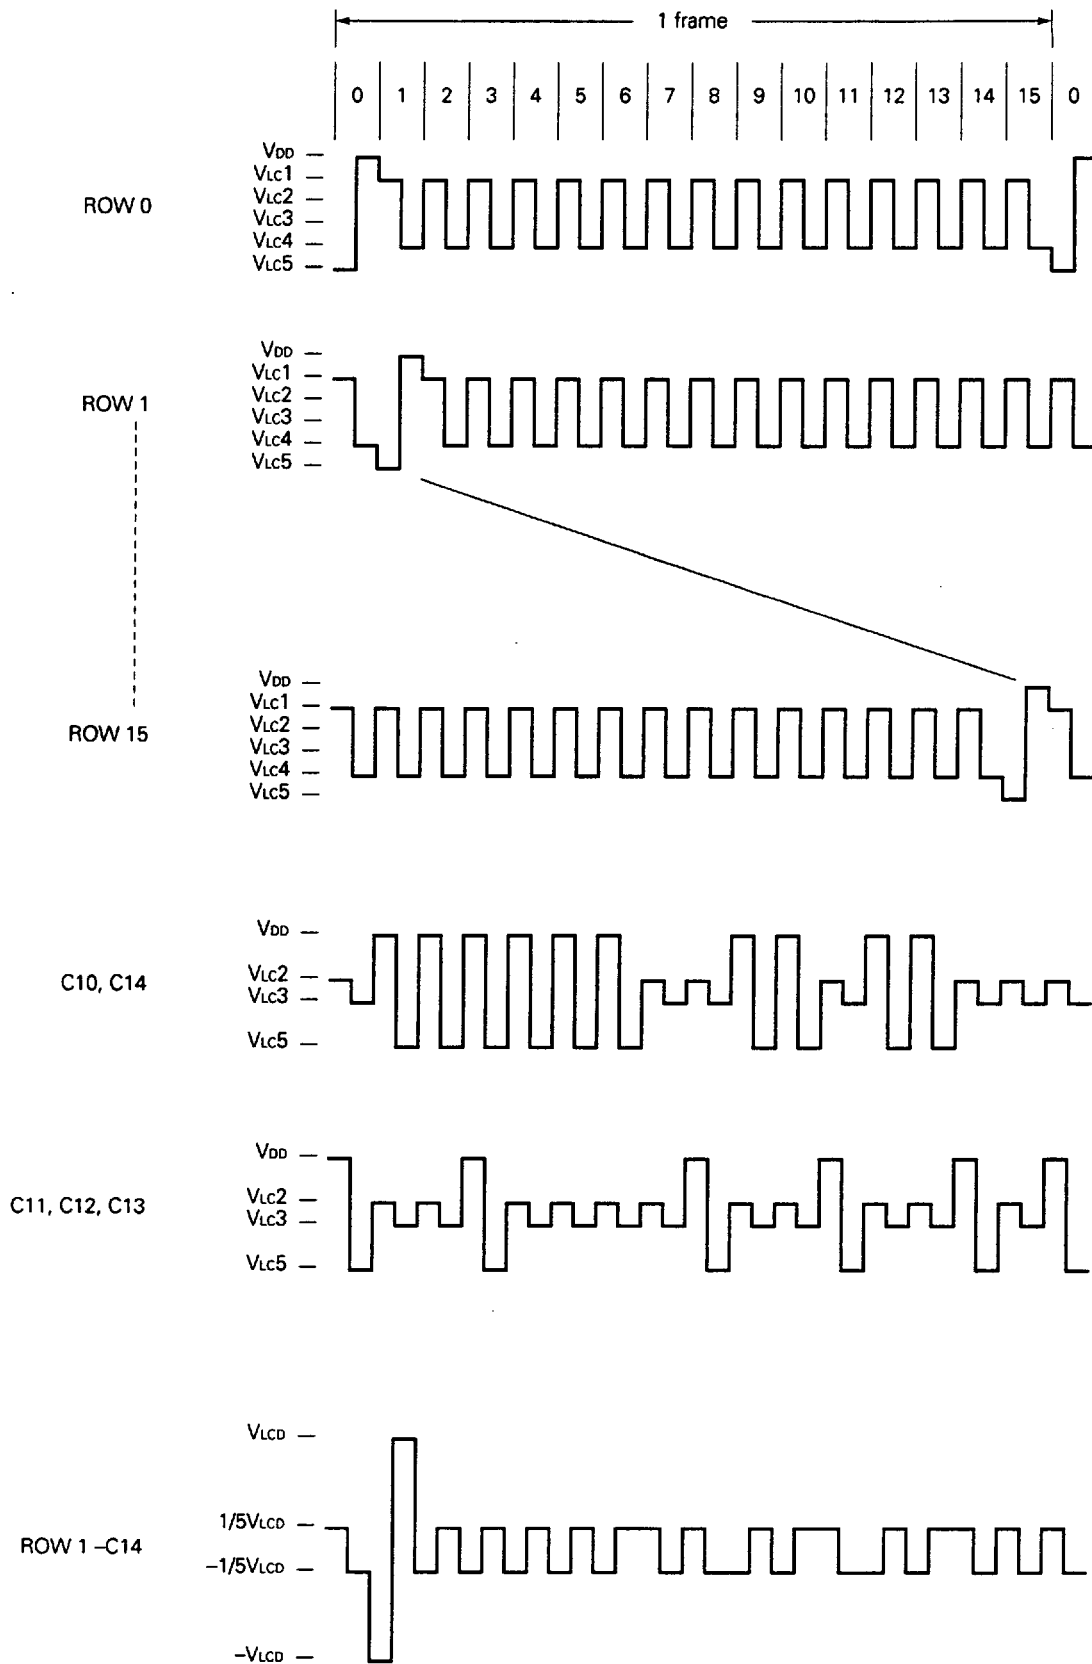 1 frame
0 1 2 3 4 5 6 7 8 9 10 11 12 13 14 15 0
ROW 0
VDD
VLC1
VLC2
VLC3
VLC4
VLC5
ROW 1
VDD
VLC1
VLC2
VLC3
VLC4
VLC5
ROW 15
VDD
VLC1
VLC2
VLC3
VLC4
VLC5
C10, C14
VDD
VLC2
VLC3
VLC5
C11, C12, C13
VDD
VLC2
VLC3
VLC5
ROW 1 –C14
VLCD
1/5VLCD
–1/5VLCD
–VLCD